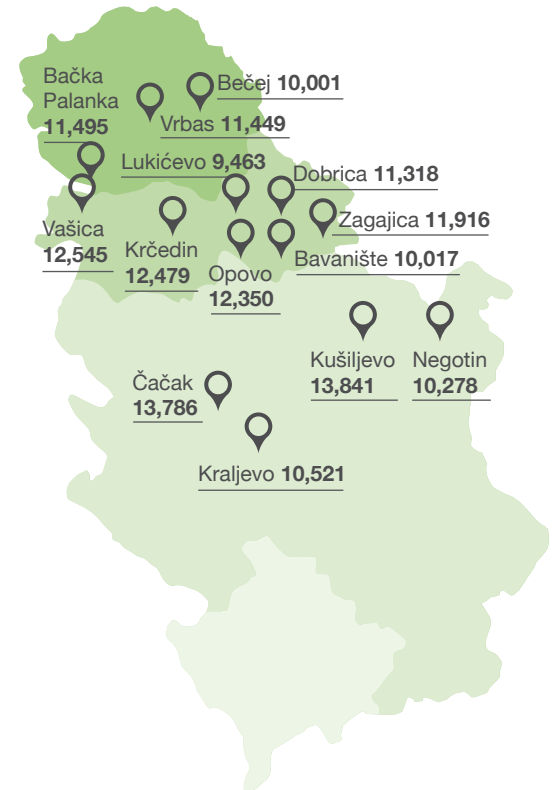 Bačka
Palanka
11,495
Bečej 10,001
Vrbas 11,449
Lukićevo 9,463
Dobrica 11,318
Vašica
12,545
Krčedin
12,479
Opovo
12,350
Zagajica 11,916
Bavanište 10,017
Kušiljevo
13,841
Negotin
10,278
Čačak
13,786
Kraljevo 10,521